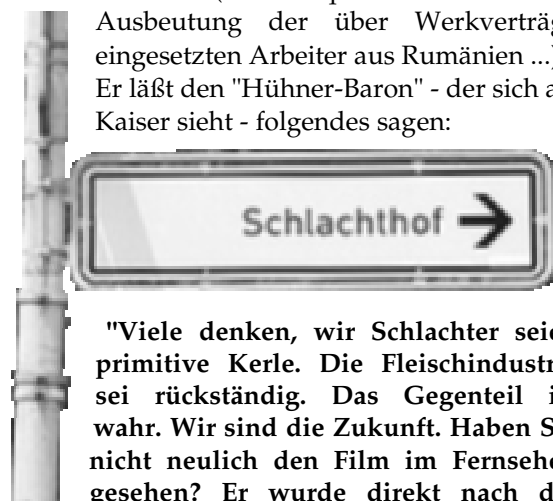 Ausbeutung der über Werkverträg
eingesetzten Arbeiter aus Rumänien ...)
Er läßt den "Hühner-Baron" - der sich a
Kaiser sieht - folgendes sagen:
Schlachthof
"Viele denken, wir Schlachter seie
primitive Kerle. Die Fleischindustr
sei rückständig. Das Gegenteil i
wahr. Wir sind die Zukunft. Haben S
nicht neulich den Film im Fernsehe
gesehen? Er wurde direkt nach d